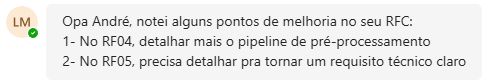 LM
Opa André, notei alguns pontos de melhoria no seu RFC:
1- No RF04, detalhar mais o pipeline de pré-processamento
2- No RF05, precisa detalhar pra tornar um requisito técnico claro